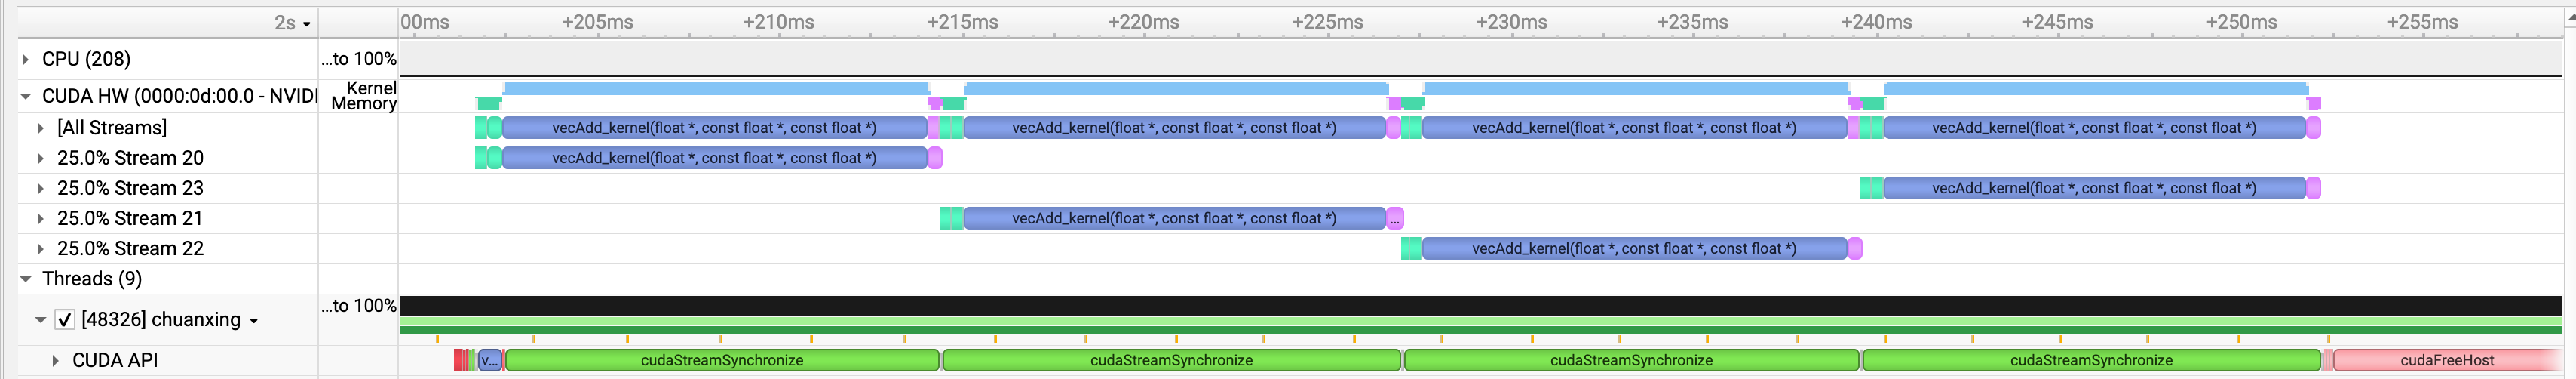 2s 00ms +205ms +210ms +215ms +220ms +225ms +230ms +235ms +240ms +245ms +250ms +255ms
CPU (208) ...to 100%
Kernel
CUDA HW (0000:0d:00.0 - NVIDI Memory
[All Streams] vecAdd_kernel(float *, const float *, const float *) vecAdd_kernel(float *, const float *, const float *) vecAdd_kernel(float *, const float *, const float *) vecAdd_kernel(float *, const float *, const float *)
25.0% Stream 20 vecAdd_kernel(float *, const float *, const float *)
25.0% Stream 23 vecAdd_kernel(float *, const float *, const float *)
25.0% Stream 21 vecAdd_kernel(float *, const float *, const float *) ...
25.0% Stream 22 vecAdd_kernel(float *, const float *, const float *)
Threads (9)
...to 100%
[48326] chuanxing
CUDA API v... cudaStreamSynchronize cudaStreamSynchronize cudaStreamSynchronize cudaStreamSynchronize cudaFreeHost